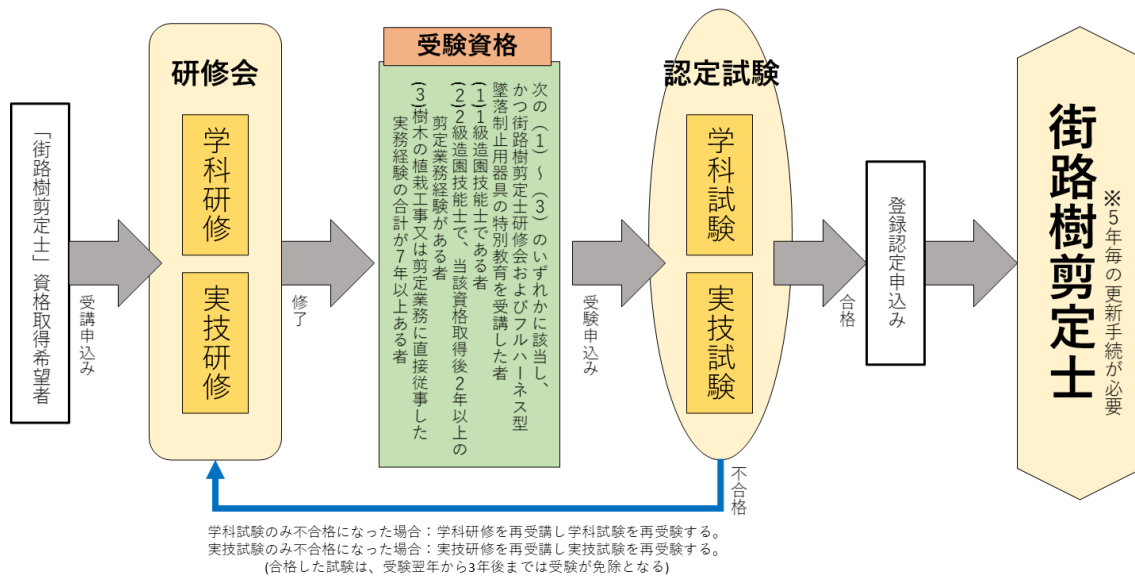 「街路樹剪定士」資格取得希望者
受講申込み
研修会
学科研修
実技研修
修了
受験資格
次の（1）～（3）のいずれかに該当し、
かつ街路樹剪定士研修会およびフルハーネス型
墜落制止用器具の特別教育を受講した者
(1)1級造園技能士である者
(2)2級造園技能士で、当該資格取得後2年以上の
剪定業務経験がある者
(3)樹木の植栽工事又は剪定業務に直接従事した
実務経験の合計が7年以上ある者
受験申込み
認定試験
学科試験
実技試験
合格
登録認定申込み
街路樹剪定士
※5年毎の更新手続が必要
不合格
学科試験のみ不合格になった場合：学科研修を再受講し学科試験を再受験する。
実技試験のみ不合格になった場合：実技研修を再受講し実技試験を再受験する。
(合格した試験は、受験翌年から3年後までは受験が免除となる)